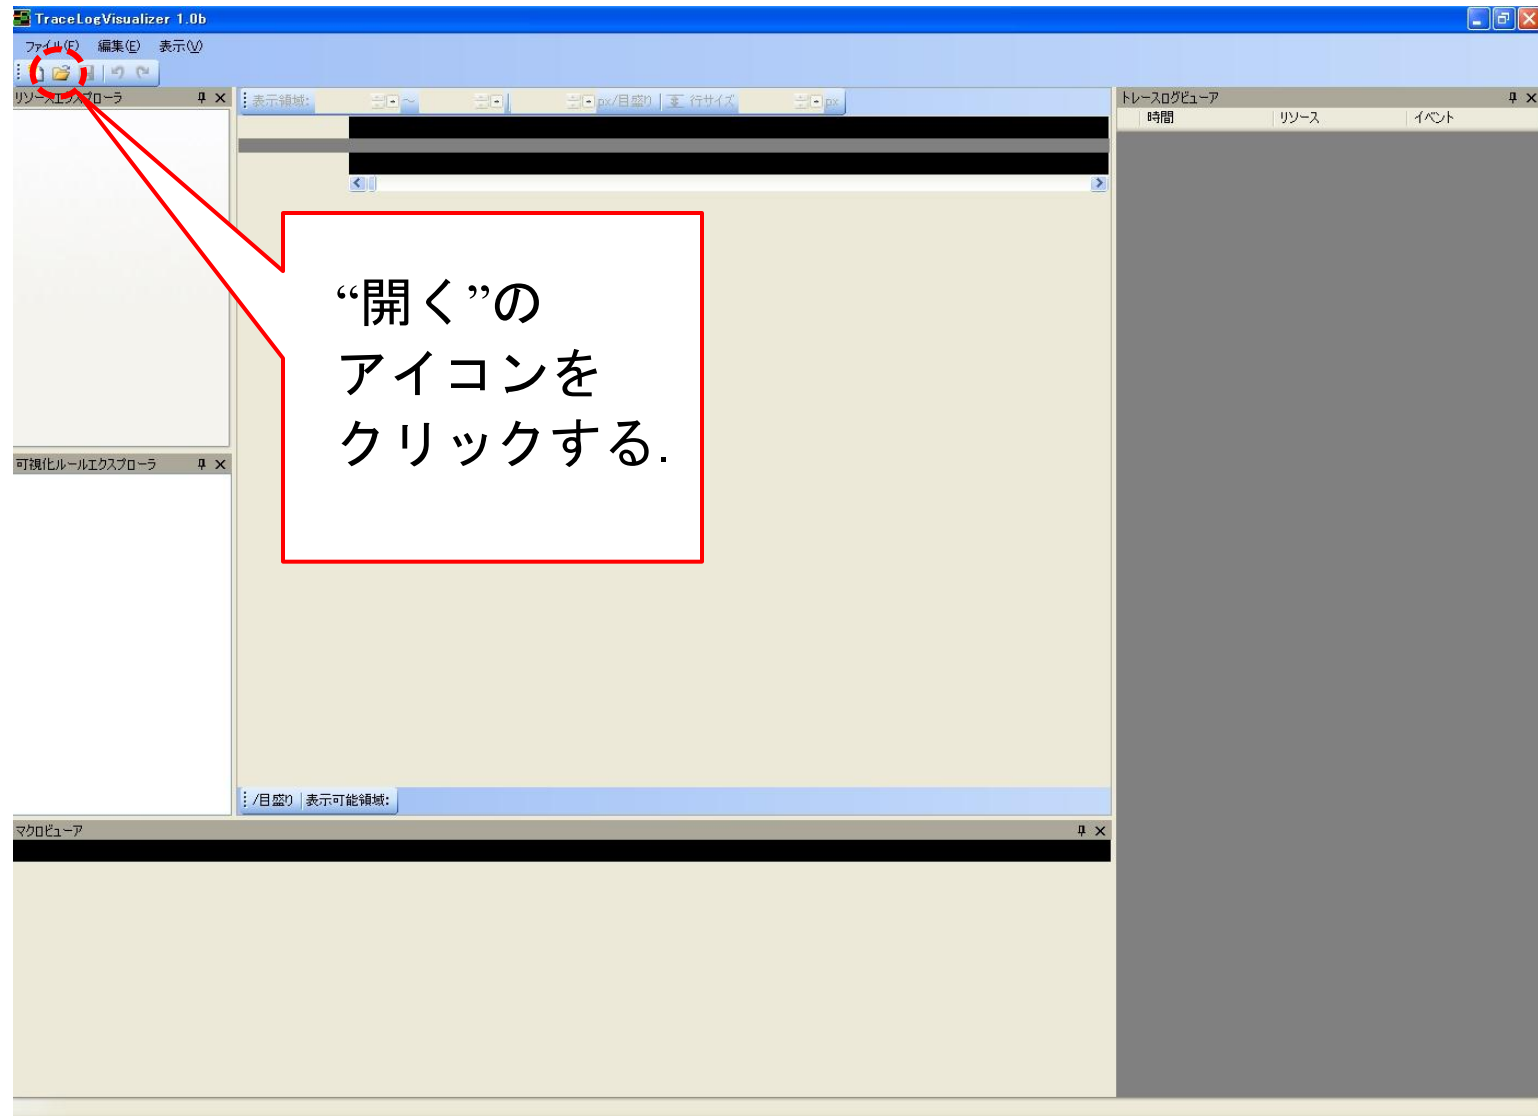 TraceLogVisualizer 1.0b
ファイル(F) 編集(E) 表示(V)
リソースエクスプローラ
表示領域: ～ px/目盛り 行サイズ px
トレースログビューア
時間 リソース イベント
“開く”の
アイコンを
クリックする.
可視化ルールエクスプローラ
/目盛り 表示可能領域:
マクロビューア